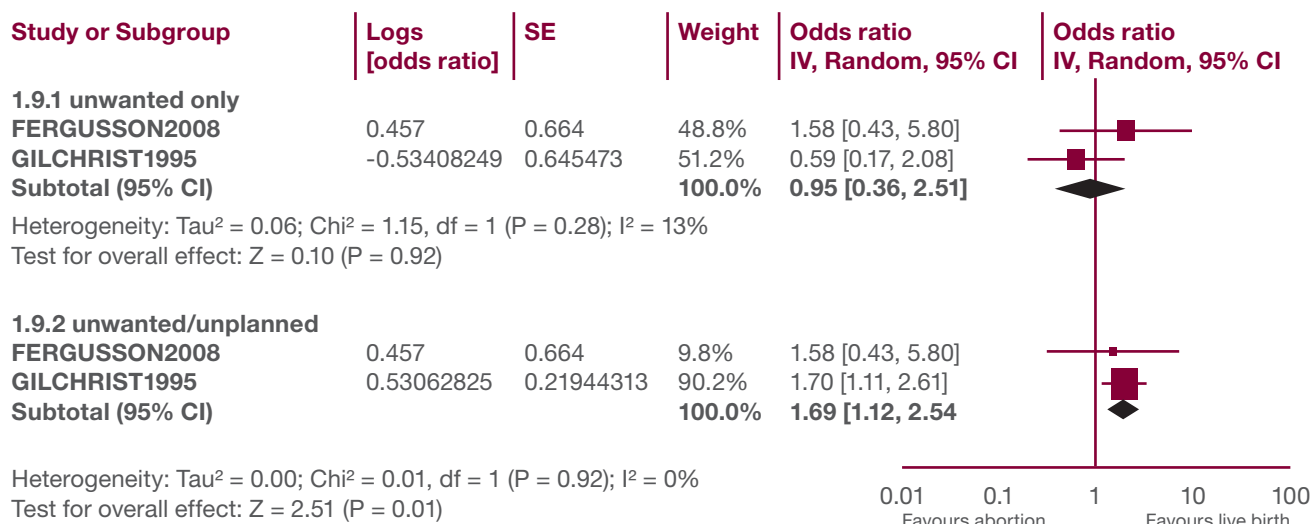 Study or Subgroup Logs SE Weight Odds ratio Odds ratio
[odds ratio] IV, Random, 95% CI IV, Random, 95% CI
1.9.1 unwanted only
FERGUSSON2008 0.457 0.664 48.8% 1.58 [0.43, 5.80]
GILCHRIST1995 -0.53408249 0.645473 51.2% 0.59 [0.17, 2.08]
Subtotal (95% CI) 100.0% 0.95 [0.36, 2.51]
Heterogeneity: Tau² = 0.06; Chi² = 1.15, df = 1 (P = 0.28); I² = 13%
Test for overall effect: Z = 0.10 (P = 0.92)
1.9.2 unwanted/unplanned
FERGUSSON2008 0.457 0.664 9.8% 1.58 [0.43, 5.80]
GILCHRIST1995 0.53062825 0.21944313 90.2% 1.70 [1.11, 2.61]
Subtotal (95% CI) 100.0% 1.69 [1.12, 2.54
Heterogeneity: Tau² = 0.00; Chi² = 0.01, df = 1 (P = 0.92); I² = 0%
Test for overall effect: Z = 2.51 (P = 0.01)
0.01 0.1 1 10 100
Favours abortion Favours live birth